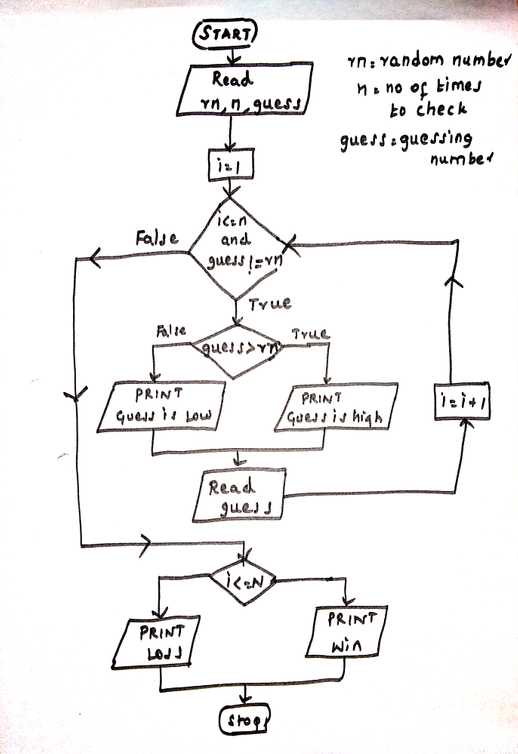 START
rn = random number
n = no of times
to check
guess = guessing
number
Read
rn, n, guess
i=1
i<=n
and
guess != rn
False
True
guess > rn
False
True
PRINT
Guess is Low
PRINT
Guess is high
i=i+1
Read
guess
i<=N
PRINT
Loss
PRINT
Win
Stop